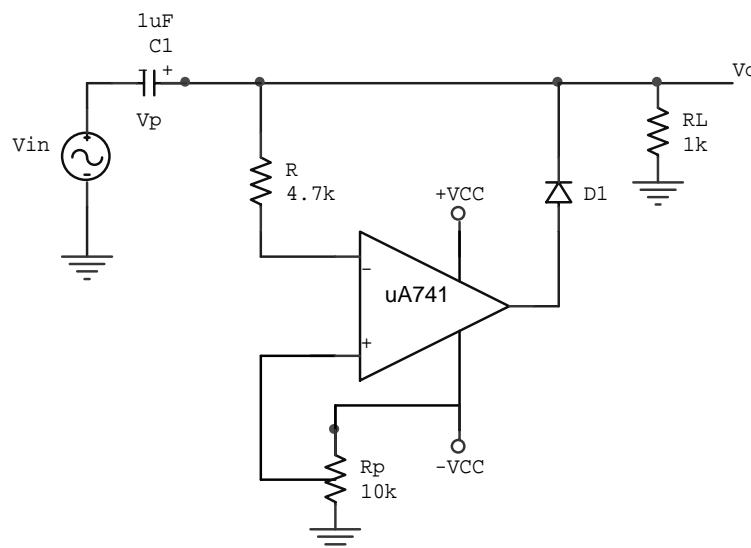 1uF
C1
+
Vo
Vp
Vin
+
-
R
4.7k
RL
1k
+VCC
D1
-
uA741
+
-VCC
Rp
10k